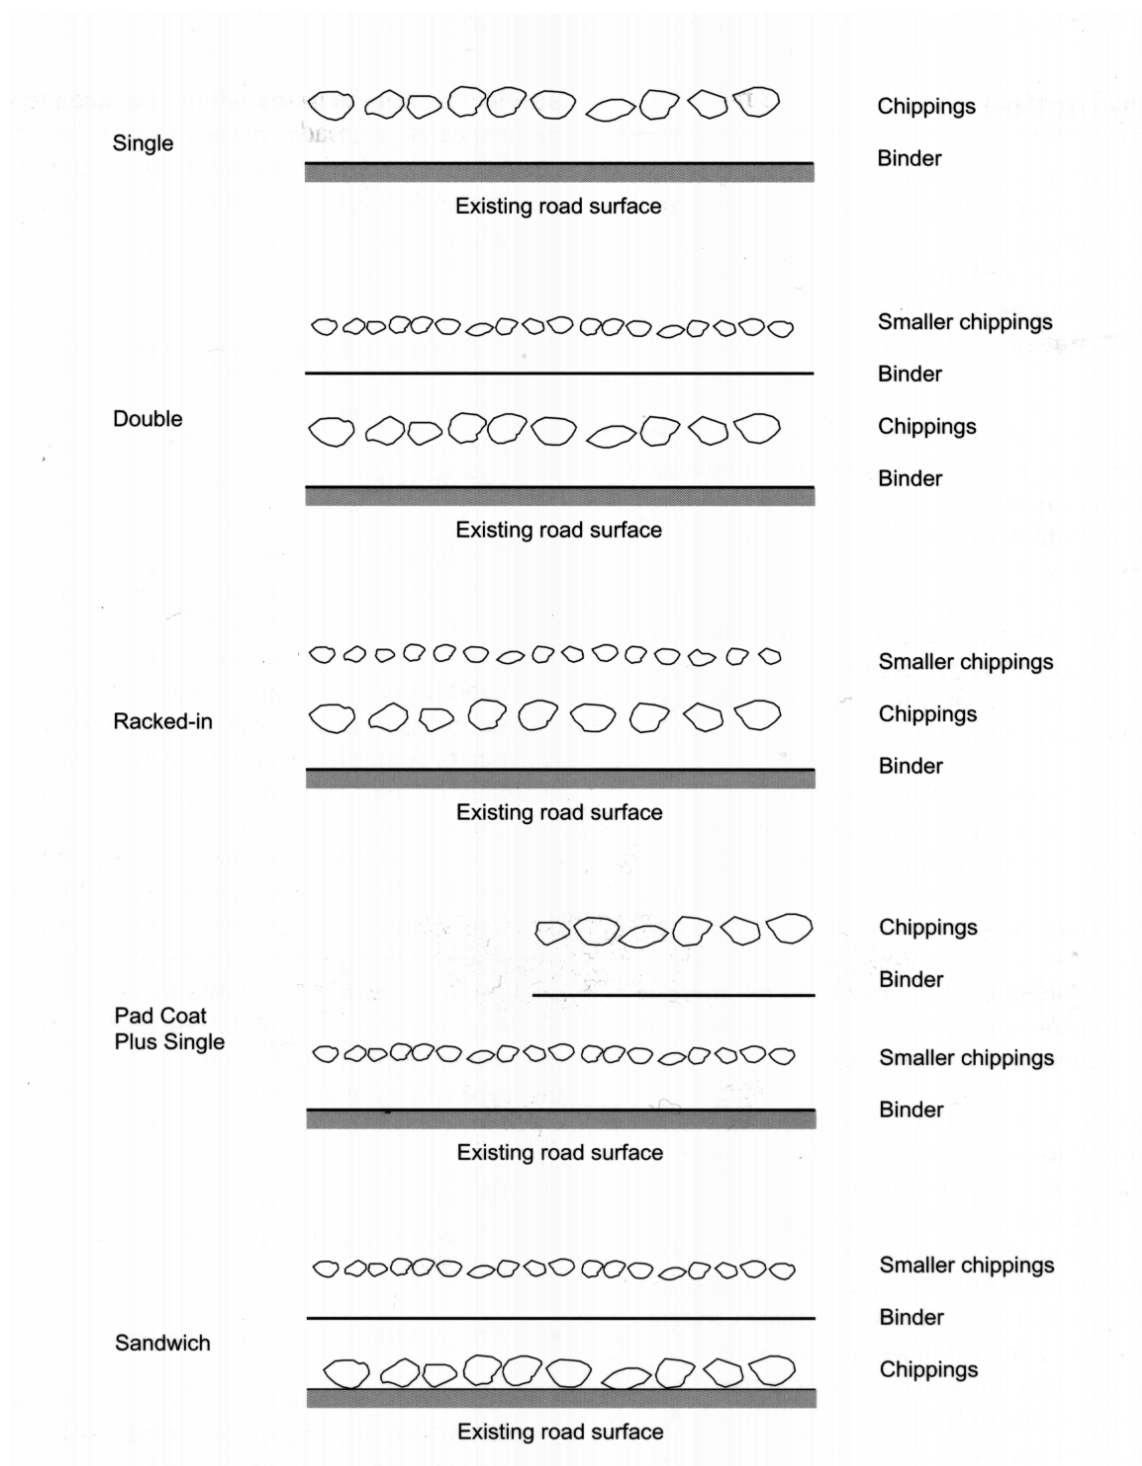 Single
Chippings
Binder
Existing road surface
Double
Smaller chippings
Binder
Chippings
Binder
Existing road surface
Racked-in
Smaller chippings
Chippings
Binder
Existing road surface
Pad Coat
Plus Single
Chippings
Binder
Smaller chippings
Binder
Existing road surface
Sandwich
Smaller chippings
Binder
Chippings
Existing road surface